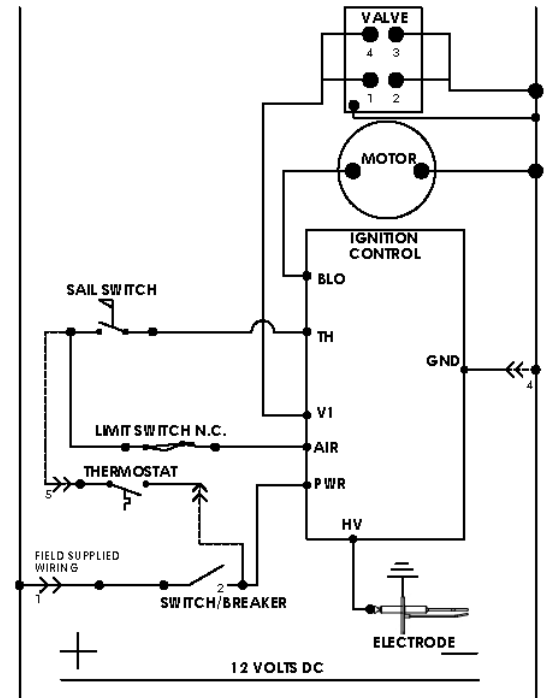 VALVE
4 3
1 2
MOTOR
IGNITION
CONTROL
BLO
SAIL SWITCH
TH
GND
4
V1
LIMIT SWITCH N.C.
AIR
THERMOSTAT
5
PWR
HV
FIELD SUPPLIED
WIRING
1
2
SWITCH/BREAKER
ELECTRODE
+
12 VOLTS DC